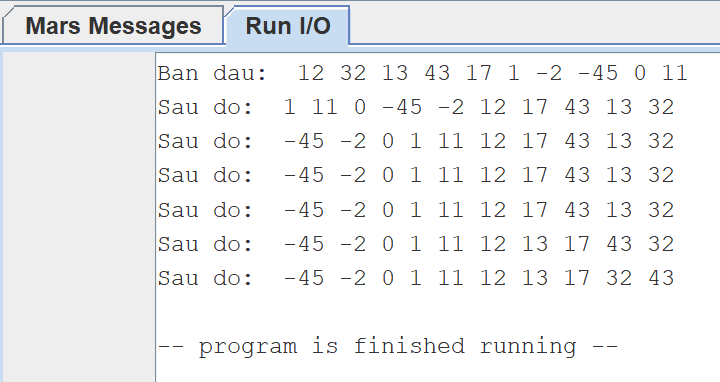 Mars Messages Run I/O
Ban dau:  12 32 13 43 17 1 -2 -45 0 11
Sau do:  1 11 0 -45 -2 12 17 43 13 32
Sau do:  -45 -2 0 1 11 12 17 43 13 32
Sau do:  -45 -2 0 1 11 12 17 43 13 32
Sau do:  -45 -2 0 1 11 12 17 43 13 32
Sau do:  -45 -2 0 1 11 12 13 17 43 32
Sau do:  -45 -2 0 1 11 12 13 17 32 43
-- program is finished running --